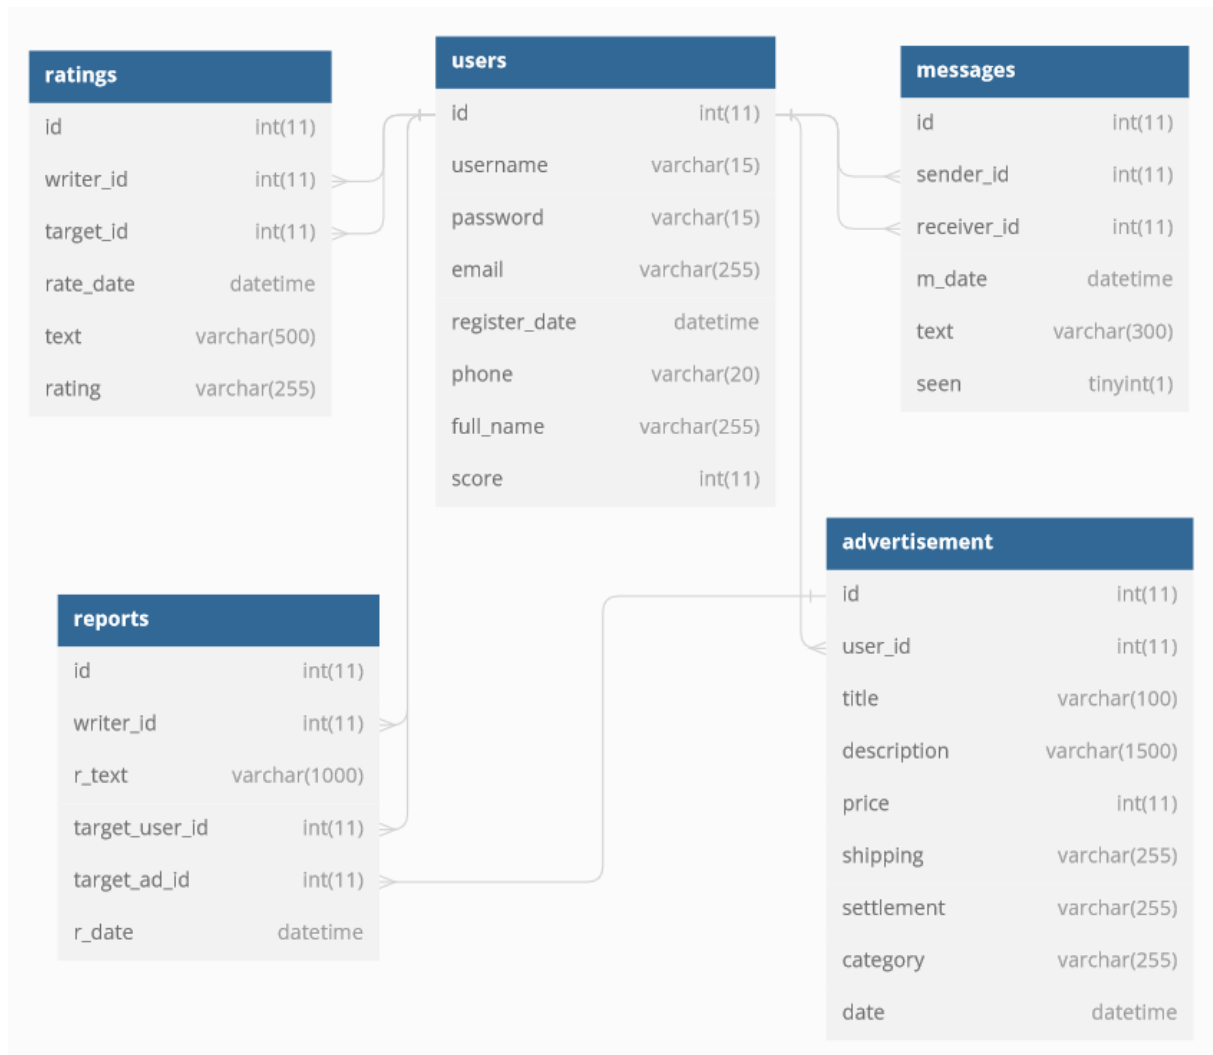 ratings
id int(11)
writer_id int(11)
target_id int(11)
rate_date datetime
text varchar(500)
rating varchar(255)
users
id int(11)
username varchar(15)
password varchar(15)
email varchar(255)
register_date datetime
phone varchar(20)
full_name varchar(255)
score int(11)
messages
id int(11)
sender_id int(11)
receiver_id int(11)
m_date datetime
text varchar(300)
seen tinyint(1)
reports
id int(11)
writer_id int(11)
r_text varchar(1000)
target_user_id int(11)
target_ad_id int(11)
r_date datetime
advertisement
id int(11)
user_id int(11)
title varchar(100)
description varchar(1500)
price int(11)
shipping varchar(255)
settlement varchar(255)
category varchar(255)
date datetime